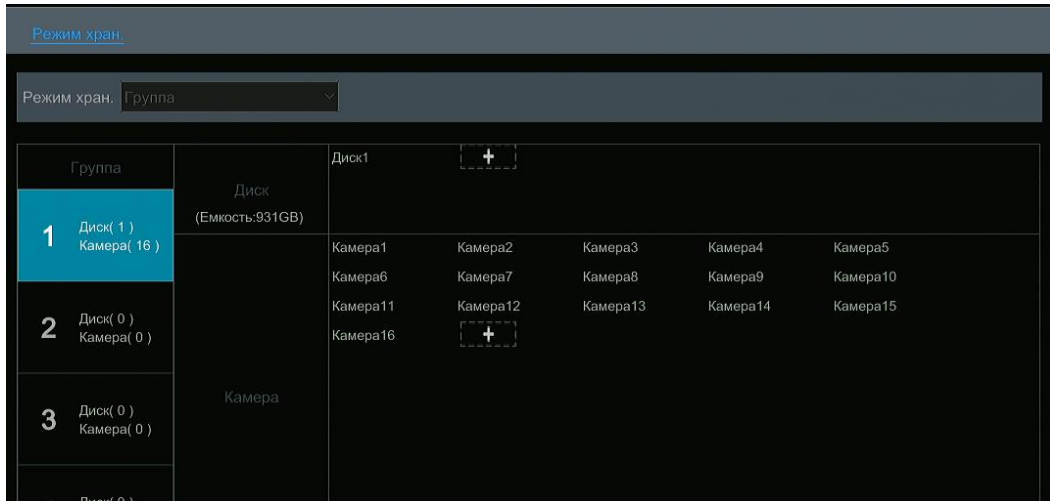 Режим хран.
Режим хран. Группа
Группа
1
Диск( 1 )
Камера( 16 )
2
Диск( 0 )
Камера( 0 )
3
Диск( 0 )
Камера( 0 )
Диск( 0 )
Диск
(Емкость:931GB)
Диск1 +
Камера
Камера1 Камера2 Камера3 Камера4 Камера5
Камера6 Камера7 Камера8 Камера9 Камера10
Камера11 Камера12 Камера13 Камера14 Камера15
Камера16 +